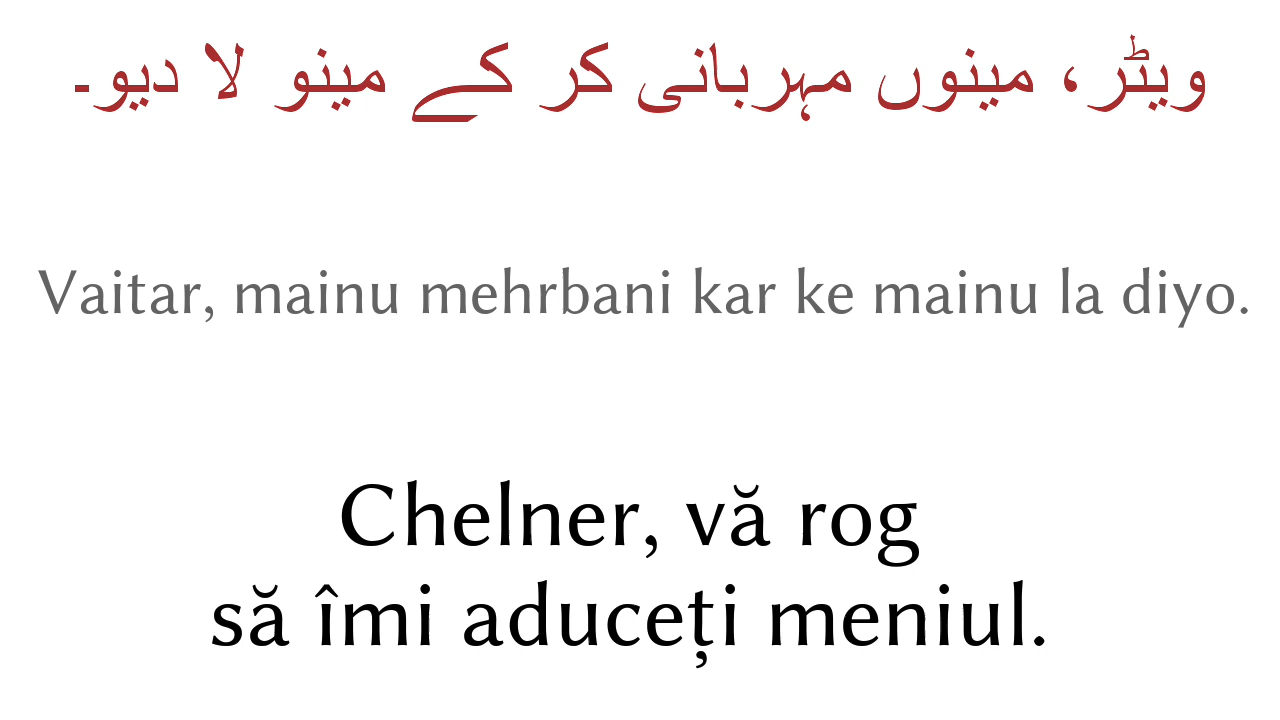 ویٹر، مینوں مہربانی کر کے مینو لا دیو۔
Vaitar, mainu mehrbani kar ke mainu la diyo.
Chelner, vă rog
să îmi aduceți meniul.